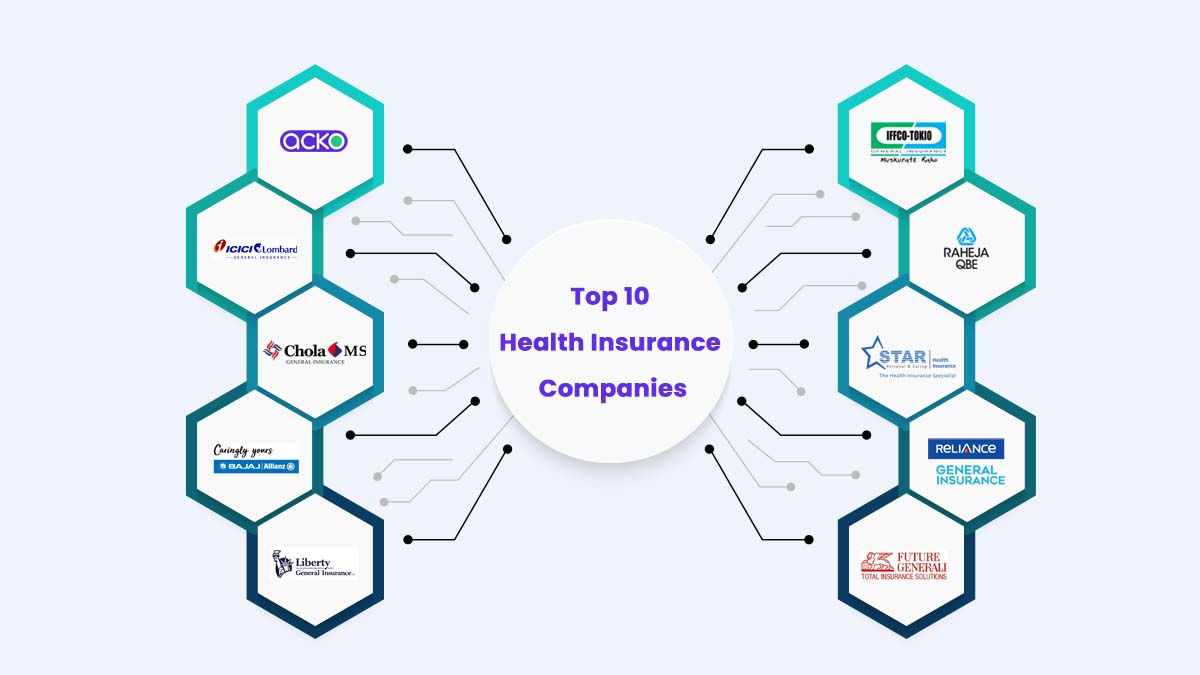 acko
ICICI Lombard
GENERAL INSURANCE
Chola MS
GENERAL INSURANCE
Caringly yours
BAJAJ Allianz
Liberty
General Insurance
Top 10
Health Insurance
Companies
IFFCO-TOKIO
GENERAL INSURANCE
Muskurate Raho
RAHEJA
QBE
STAR Health
Insurance
Personal & Caring
The Health Insurance Specialist
RELIANCE
GENERAL
INSURANCE
FUTURE
GENERALI
TOTAL INSURANCE SOLUTIONS